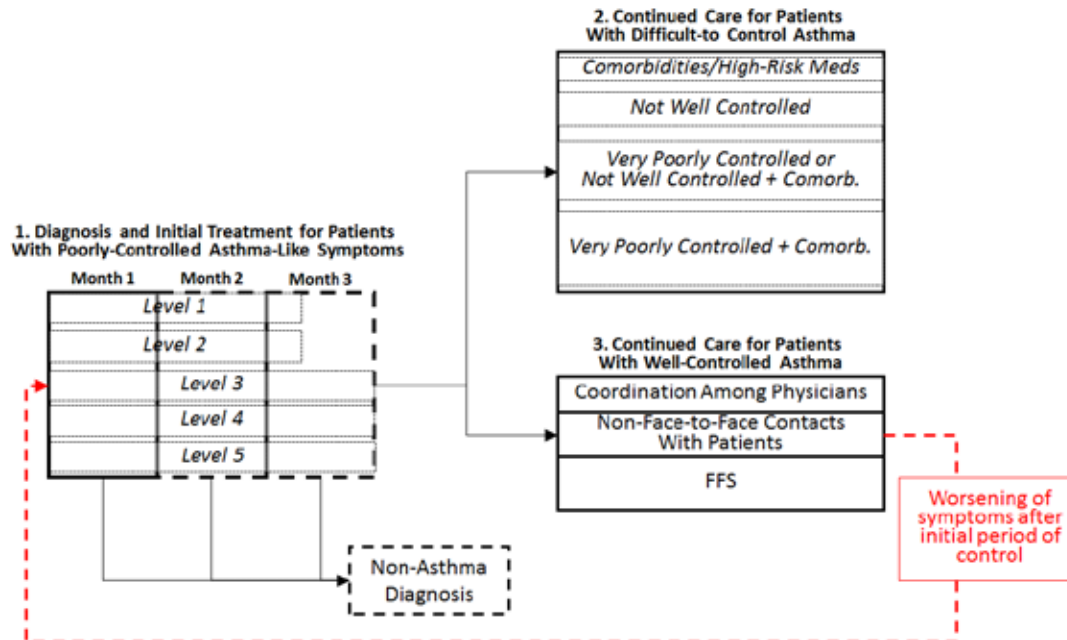 2. Continued Care for Patients
With Difficult-to Control Asthma
Comorbidities/High-Risk Meds
Not Well Controlled
Very Poorly Controlled or
Not Well Controlled + Comorb.
Very Poorly Controlled + Comorb.
1. Diagnosis and Initial Treatment for Patients
With Poorly-Controlled Asthma-Like Symptoms
Month 1 Month 2 Month 3
Level 1
Level 2
Level 3
Level 4
Level 5
3. Continued Care for Patients
With Well-Controlled Asthma
Coordination Among Physicians
Non-Face-to-Face Contacts
With Patients
FFS
Worsening of
symptoms after
initial period of
control
Non-Asthma
Diagnosis